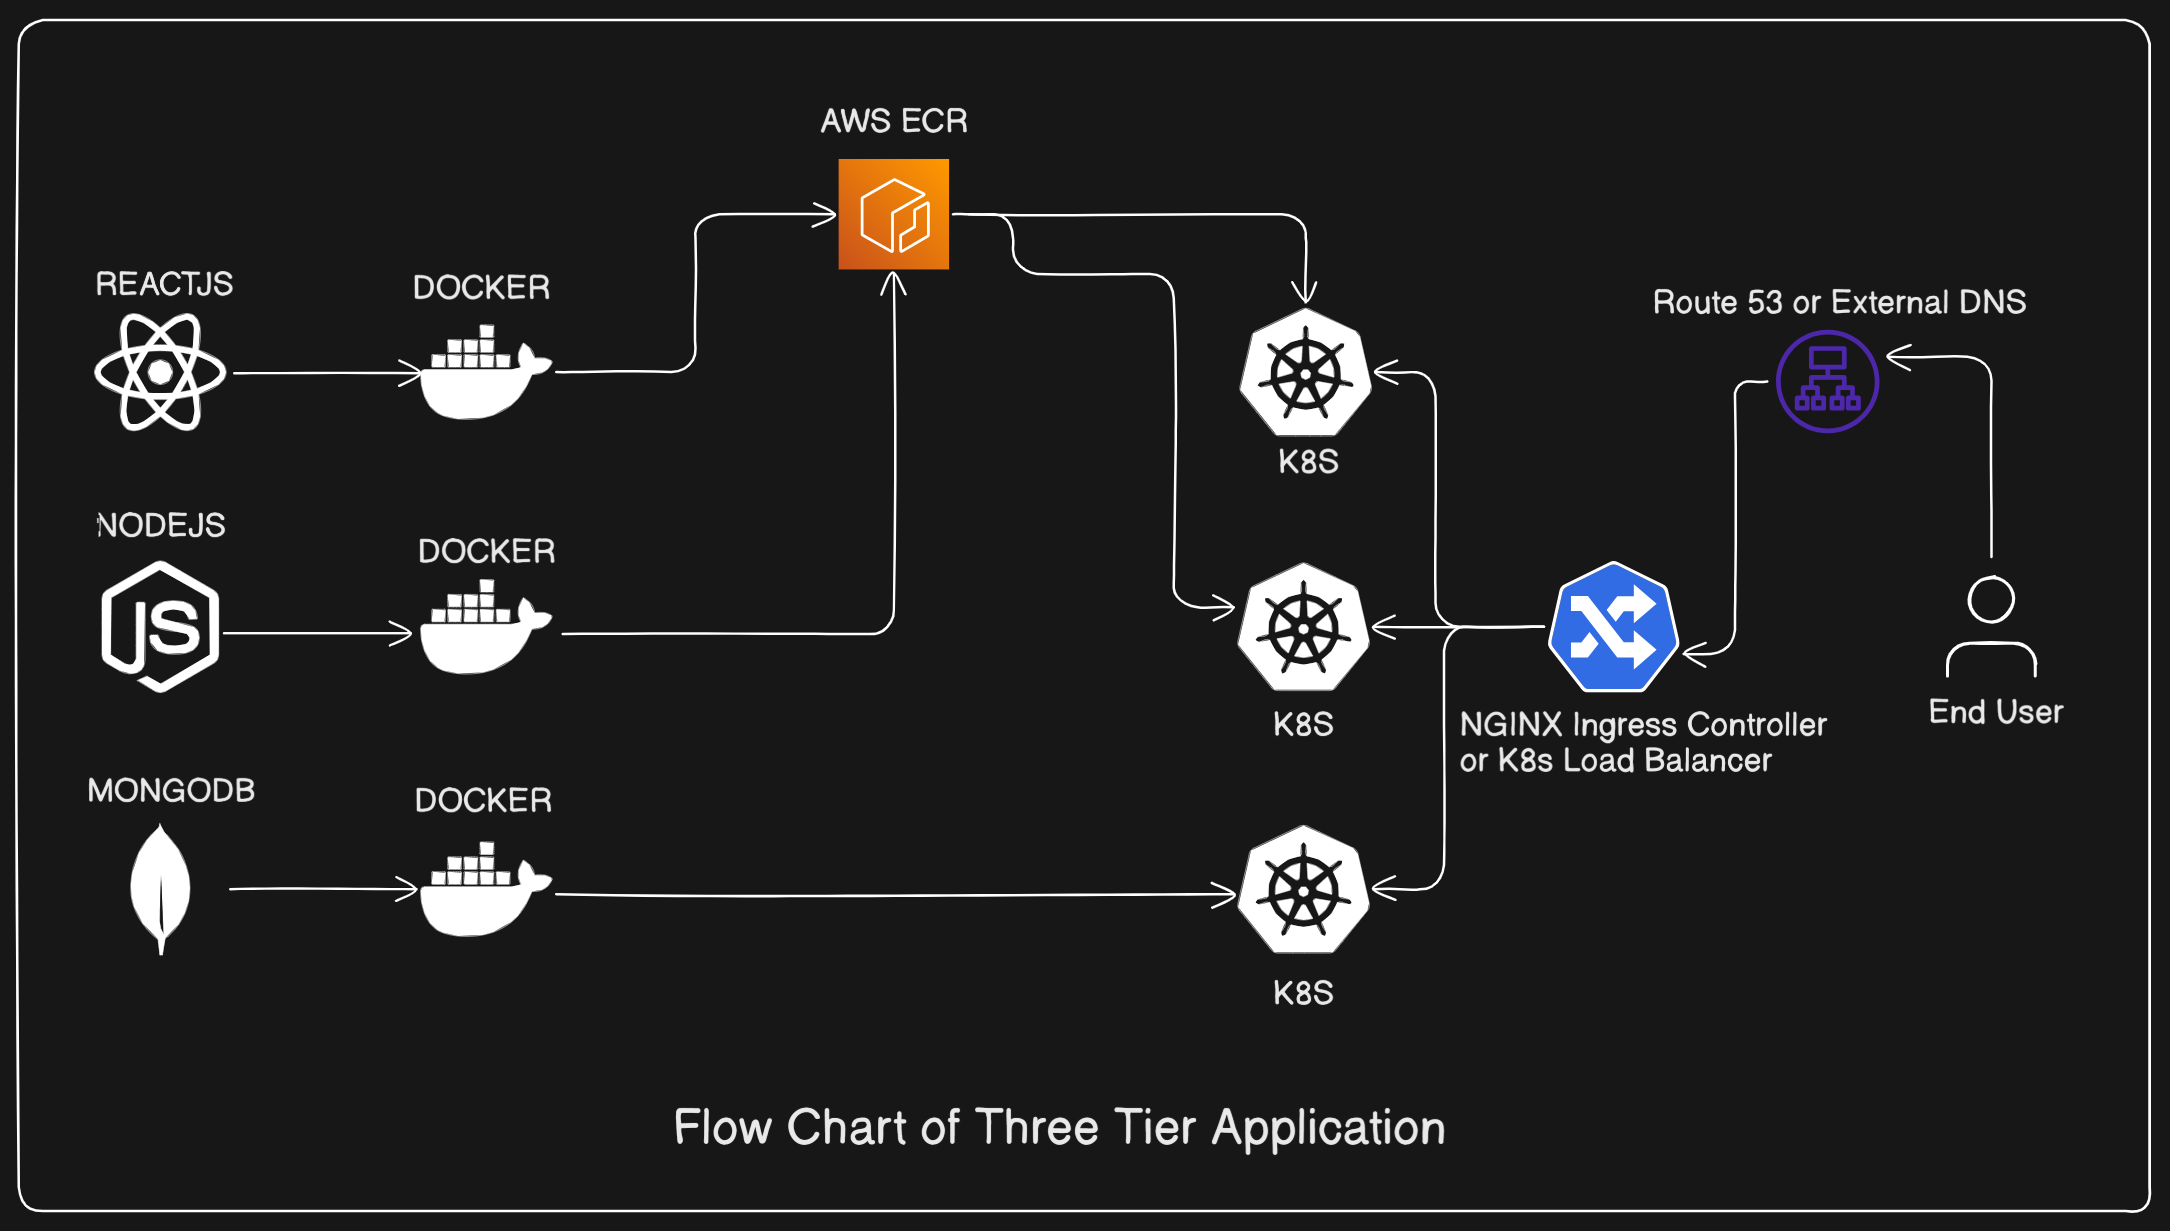 AWS ECR
REACTJS
DOCKER
Route 53 or External DNS
K8S
NODEJS
DOCKER
JS
K8S
NGINX Ingress Controller
or K8s Load Balancer
End User
MONGODB
DOCKER
K8S
Flow Chart of Three Tier Application